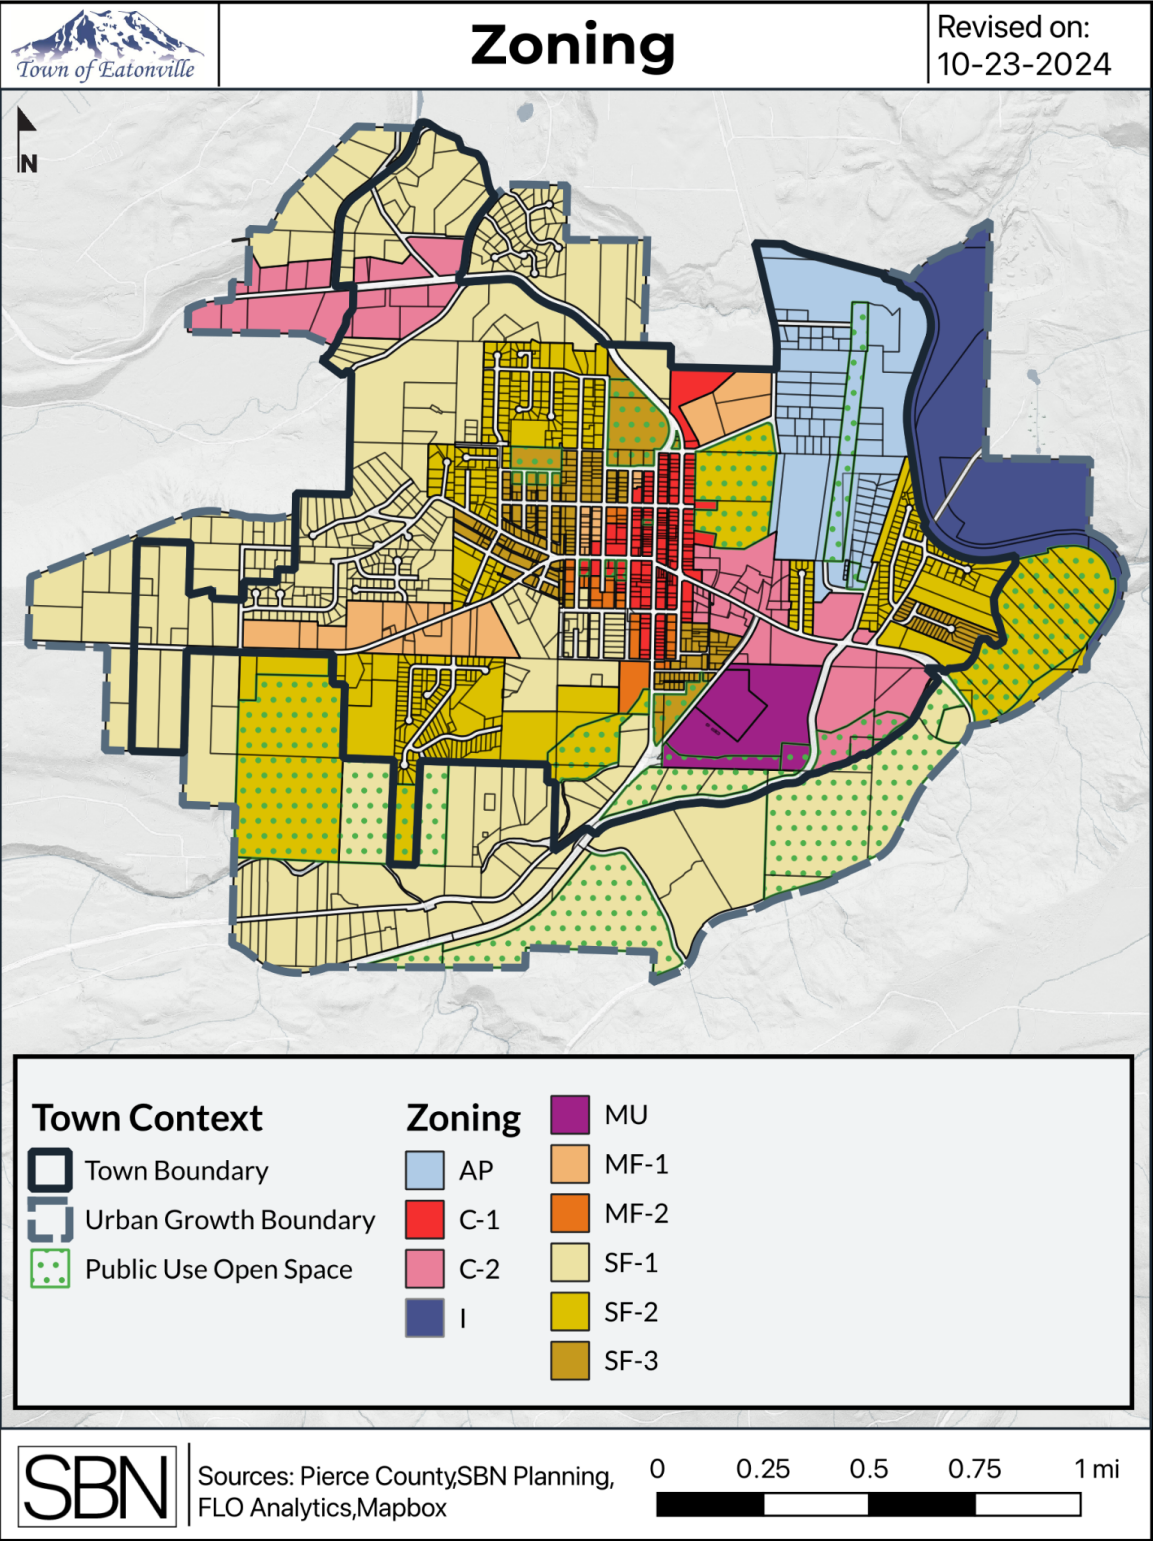 Town of Eatonville
Zoning
Revised on:
10-23-2024
N
Town Context
Town Boundary
Urban Growth Boundary
Public Use Open Space
Zoning
AP
C-1
C-2
I
MU
MF-1
MF-2
SF-1
SF-2
SF-3
SBN
Sources: Pierce County,SBN Planning,
FLO Analytics,Mapbox
0 0.25 0.5 0.75 1 mi